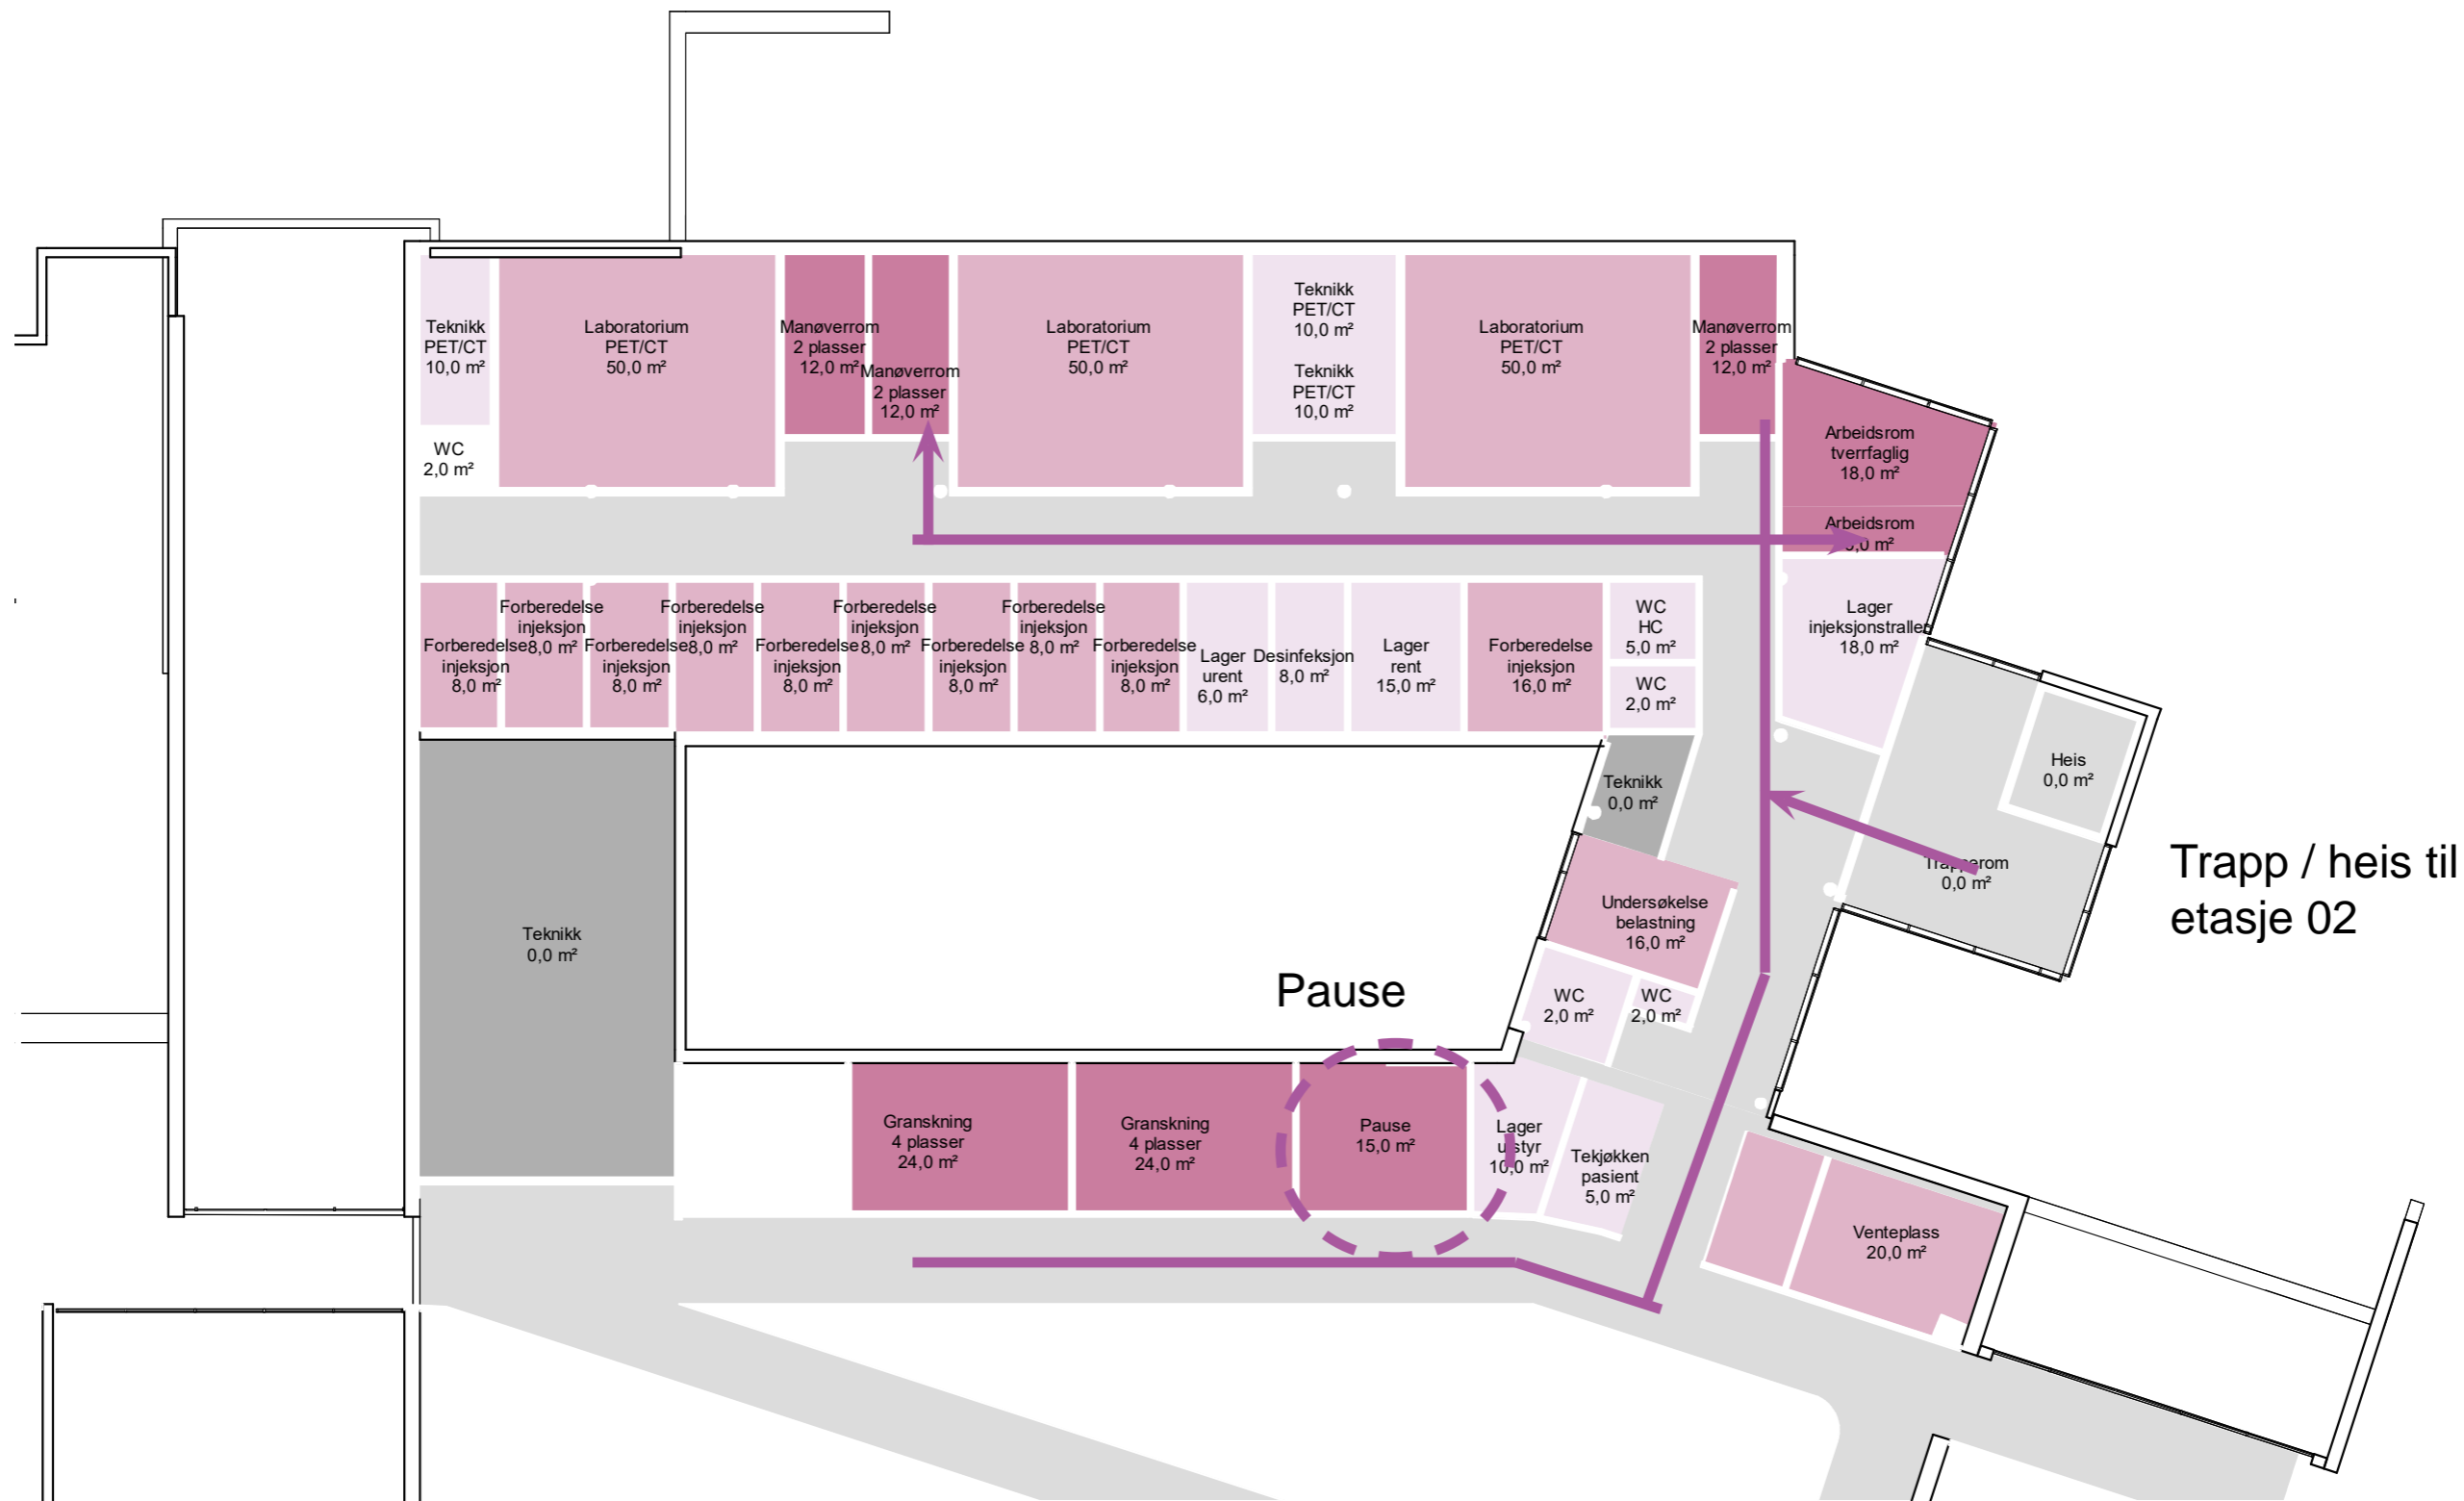 Teknikk
PET/CT
10,0 m²
WC
2,0 m²
Laboratorium
PET/CT
50,0 m²
Manøverrom
2 plasser
12,0 m²
Manøverrom
2 plasser
12,0 m²
Laboratorium
PET/CT
50,0 m²
Teknikk
PET/CT
10,0 m²
Teknikk
PET/CT
10,0 m²
Laboratorium
PET/CT
50,0 m²
Manøverrom
2 plasser
12,0 m²
Arbeidsrom
tverrfaglig
18,0 m²
Arbeidsrom
m²
Lager
injeksjonstraller
18,0 m²
Forberedelse
injeksjon
8,0 m²
Forberedelse
injeksjon
8,0 m²
Forberedelse
injeksjon
8,0 m²
Forberedelse
injeksjon
8,0 m²
Forberedelse
injeksjon
8,0 m²
Forberedelse
injeksjon
8,0 m²
Forberedelse
injeksjon
8,0 m²
Forberedelse
injeksjon
8,0 m²
Forberedelse
injeksjon
8,0 m²
Lager
urent
6,0 m²
Desinfeksjon
8,0 m²
Lager
rent
15,0 m²
Forberedelse
injeksjon
16,0 m²
WC
HC
5,0 m²
WC
2,0 m²
Teknikk
0,0 m²
Heis
0,0 m²
Trapperom
0,0 m²
Trapp / heis til
etasje 02
Teknikk
0,0 m²
Undersøkelse
belastning
16,0 m²
WC
2,0 m²
WC
2,0 m²
Pause
Granskning
4 plasser
24,0 m²
Granskning
4 plasser
24,0 m²
Pause
15,0 m²
Lager
utstyr
10,0 m²
Tekjøkken
pasient
5,0 m²
Venteplass
20,0 m²